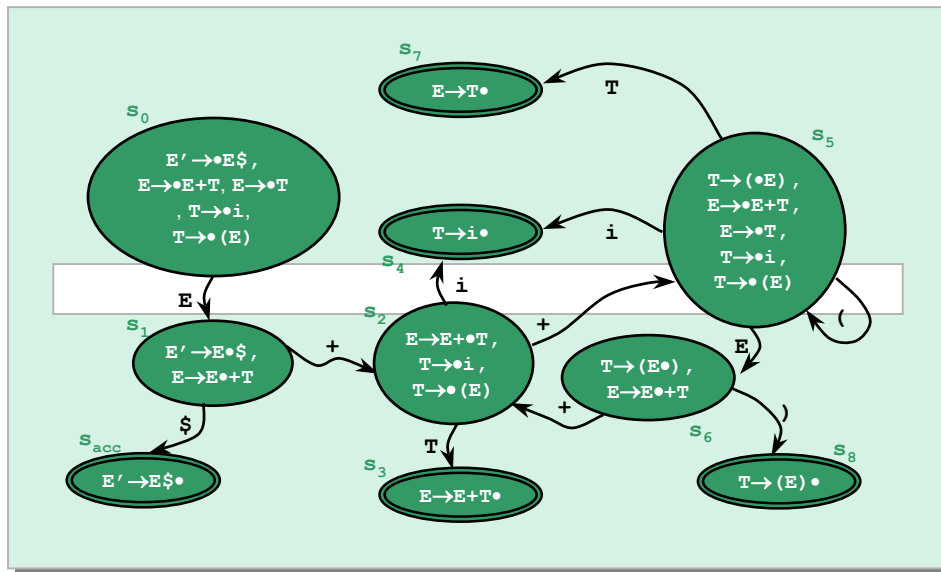 s7
E→T•
T
s0
E'→•E$,
E→•E+T, E→•T
, T→•i,
T→•(E)
s5
T→(•E),
E→•E+T,
E→•T,
T→•i,
T→•(E)
T→i•
i
s4
i
E
(
s1
E'→E•$,
E→E•+T
+
s2
E→E+•T,
T→•i,
T→•(E)
+
E
T→(E•),
E→E•+T
+
s6
)
$
sacc
E'→E$•
T
s3
E→E+T•
s8
T→(E)•